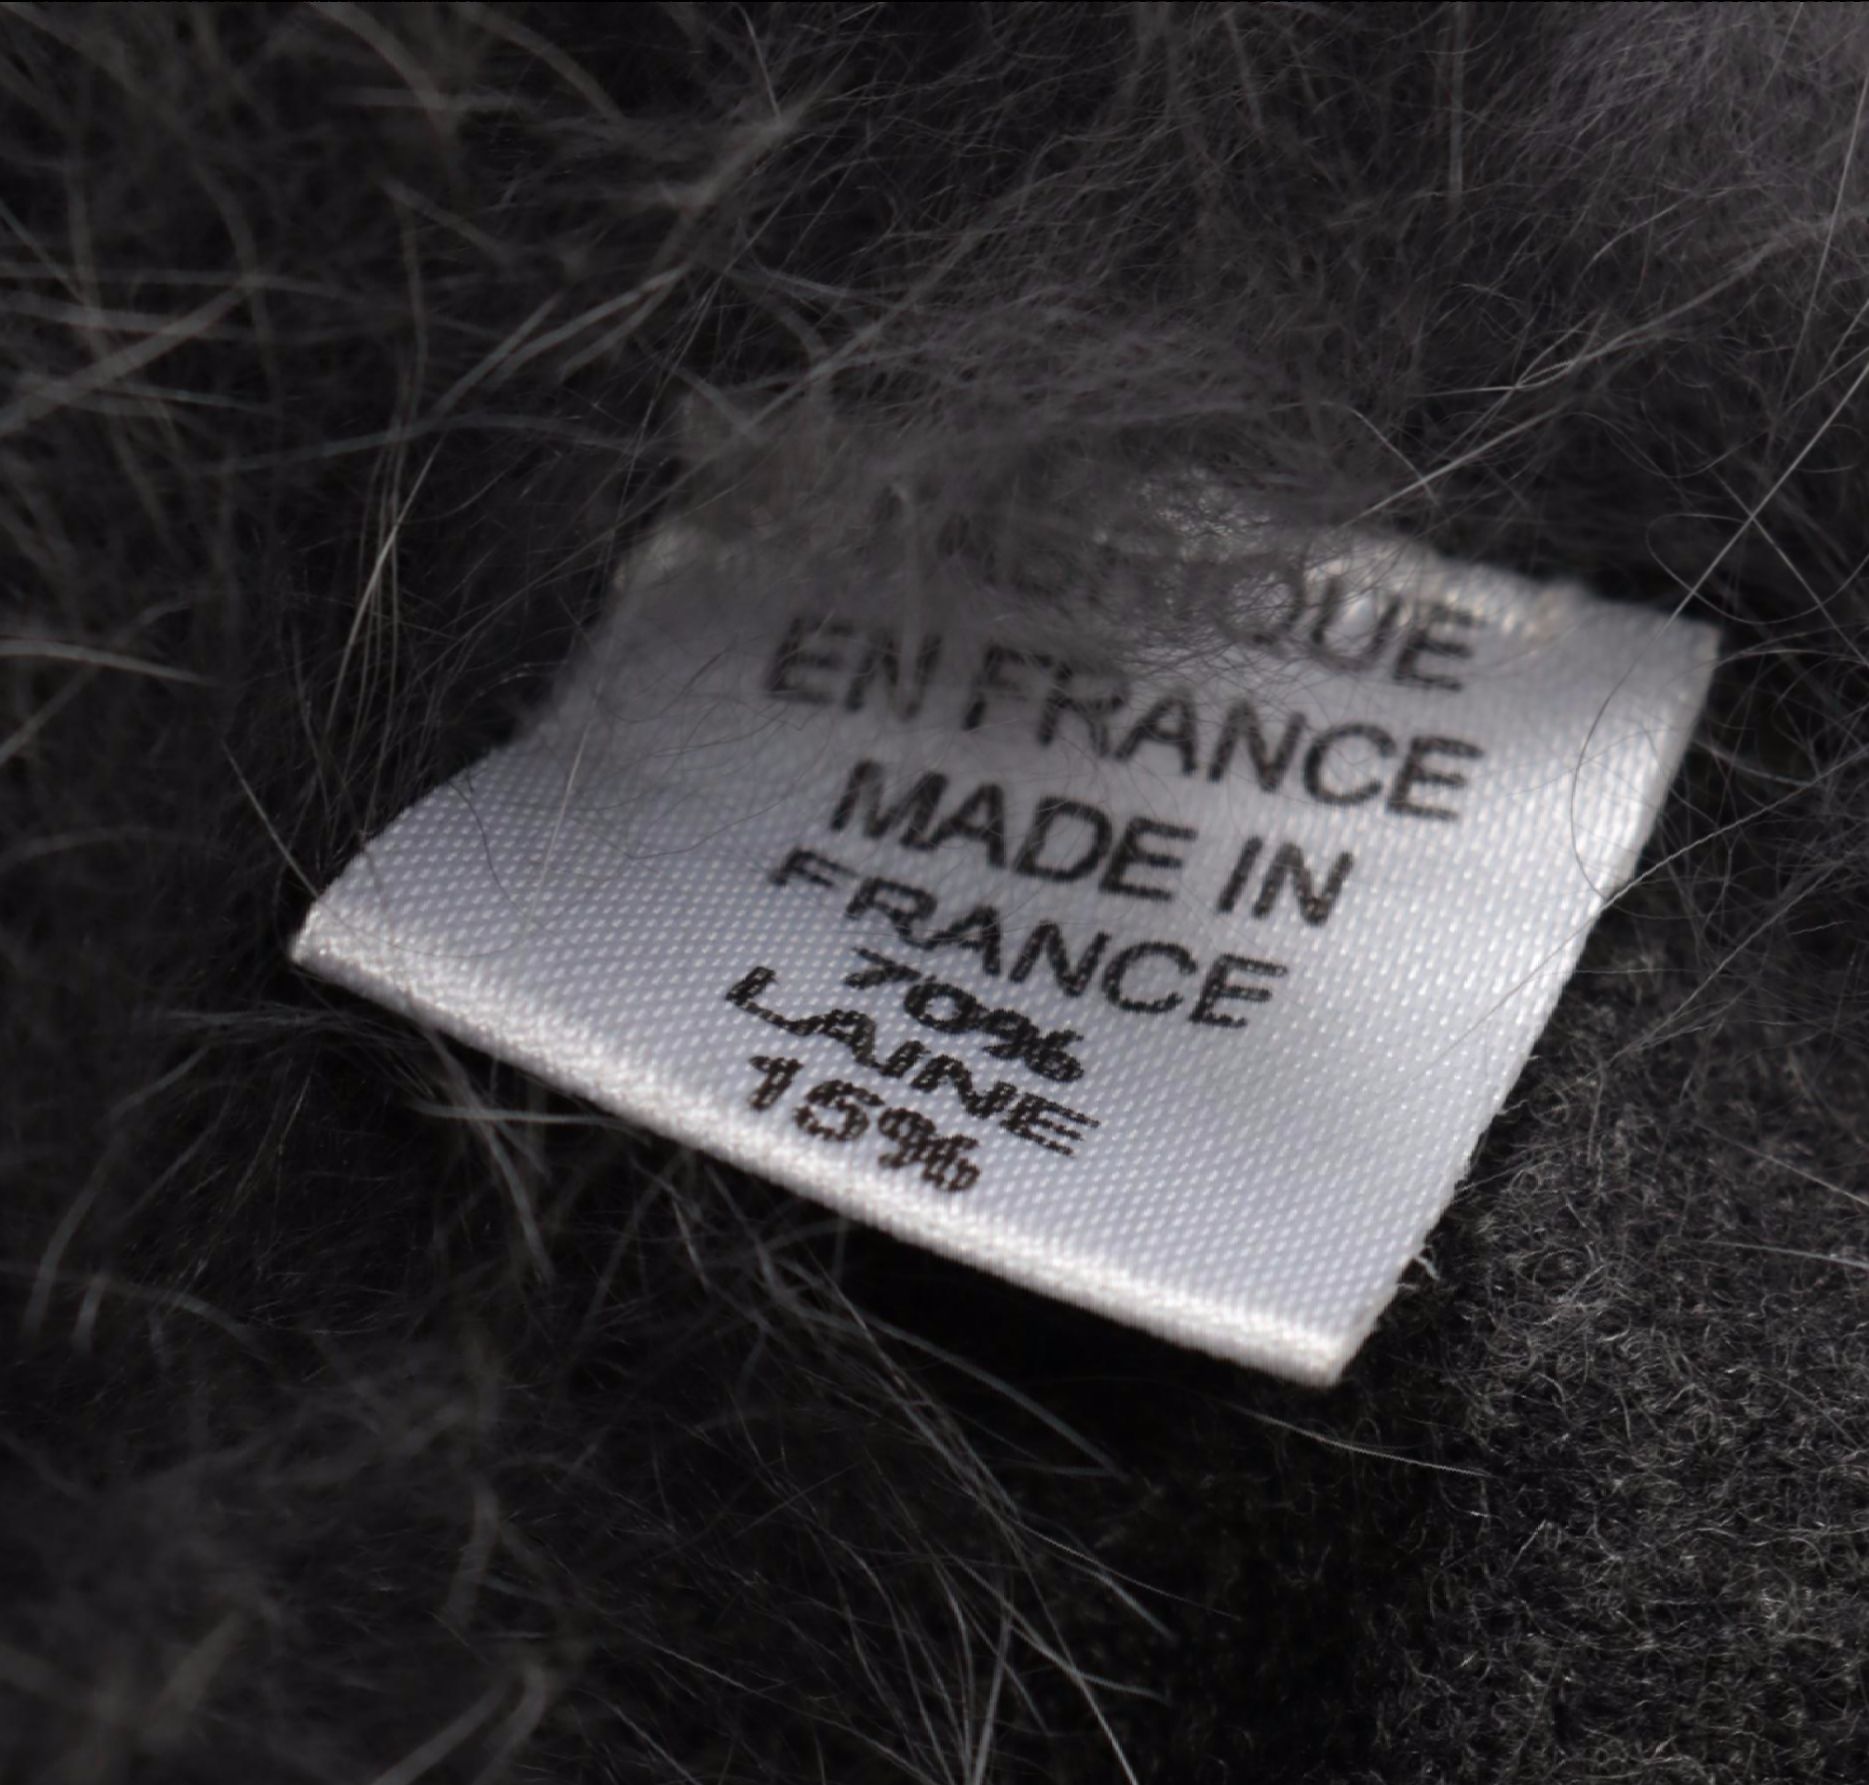 EN FRANCE
MADE IN
FRANCE
70%
LAINE
15%